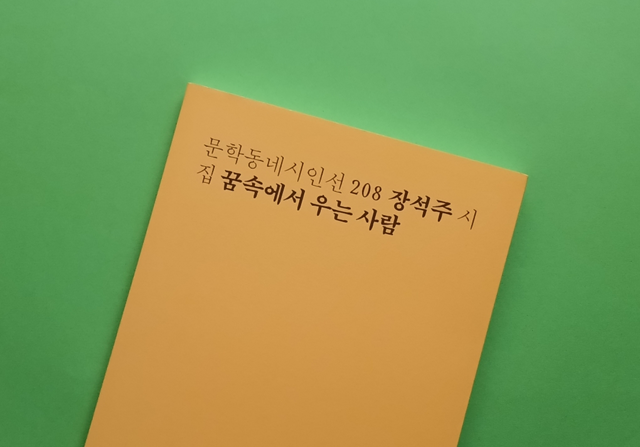 문학동네시인선 208 장석주 시
집 꿈속에서 우는 사람